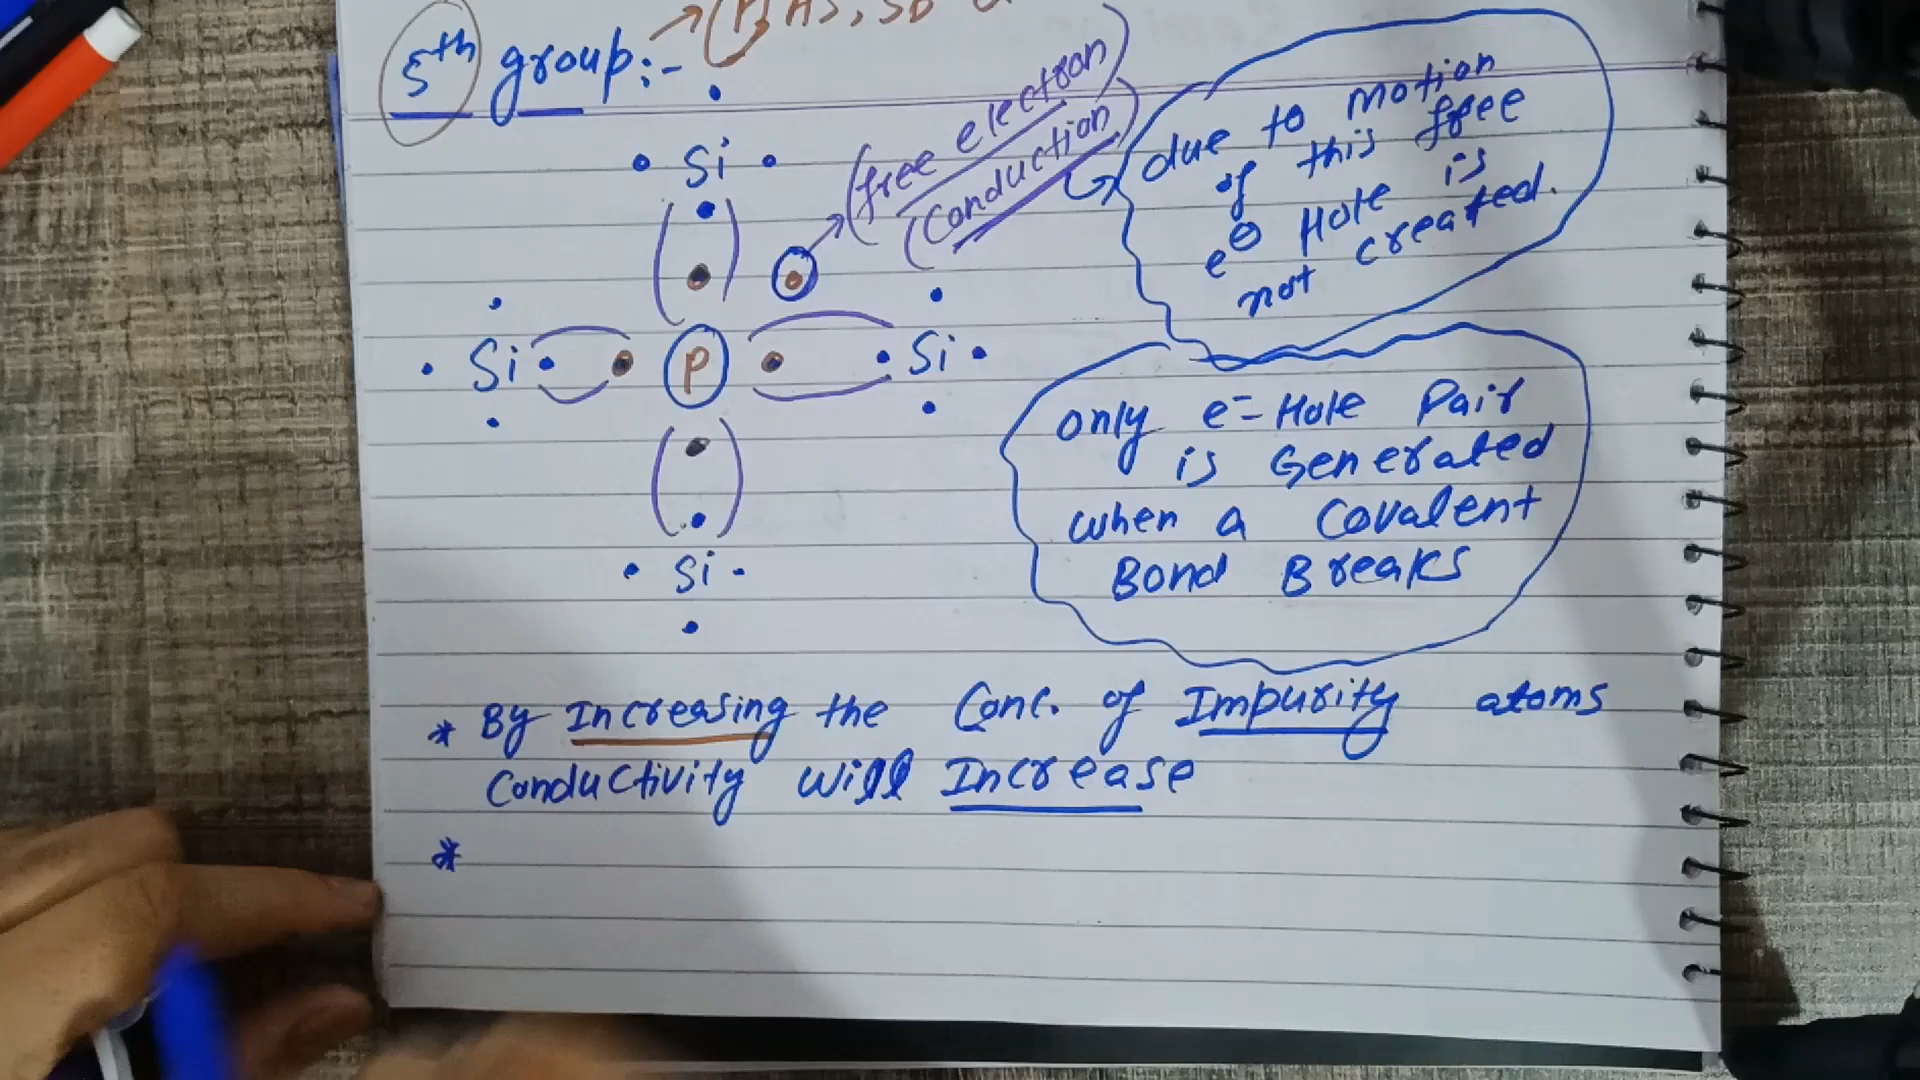 5th group:- → (P, As, Sb
Si
(free electron)
(Conduction)
due to motion
of this free
e⊖ Hole is
not created.
Si P Si
Si
only e⁻-Hole Pair
is Generated
when a Covalent
Bond Breaks
* By Increasing the Conc. of Impurity atoms
Conductivity will Increase
*